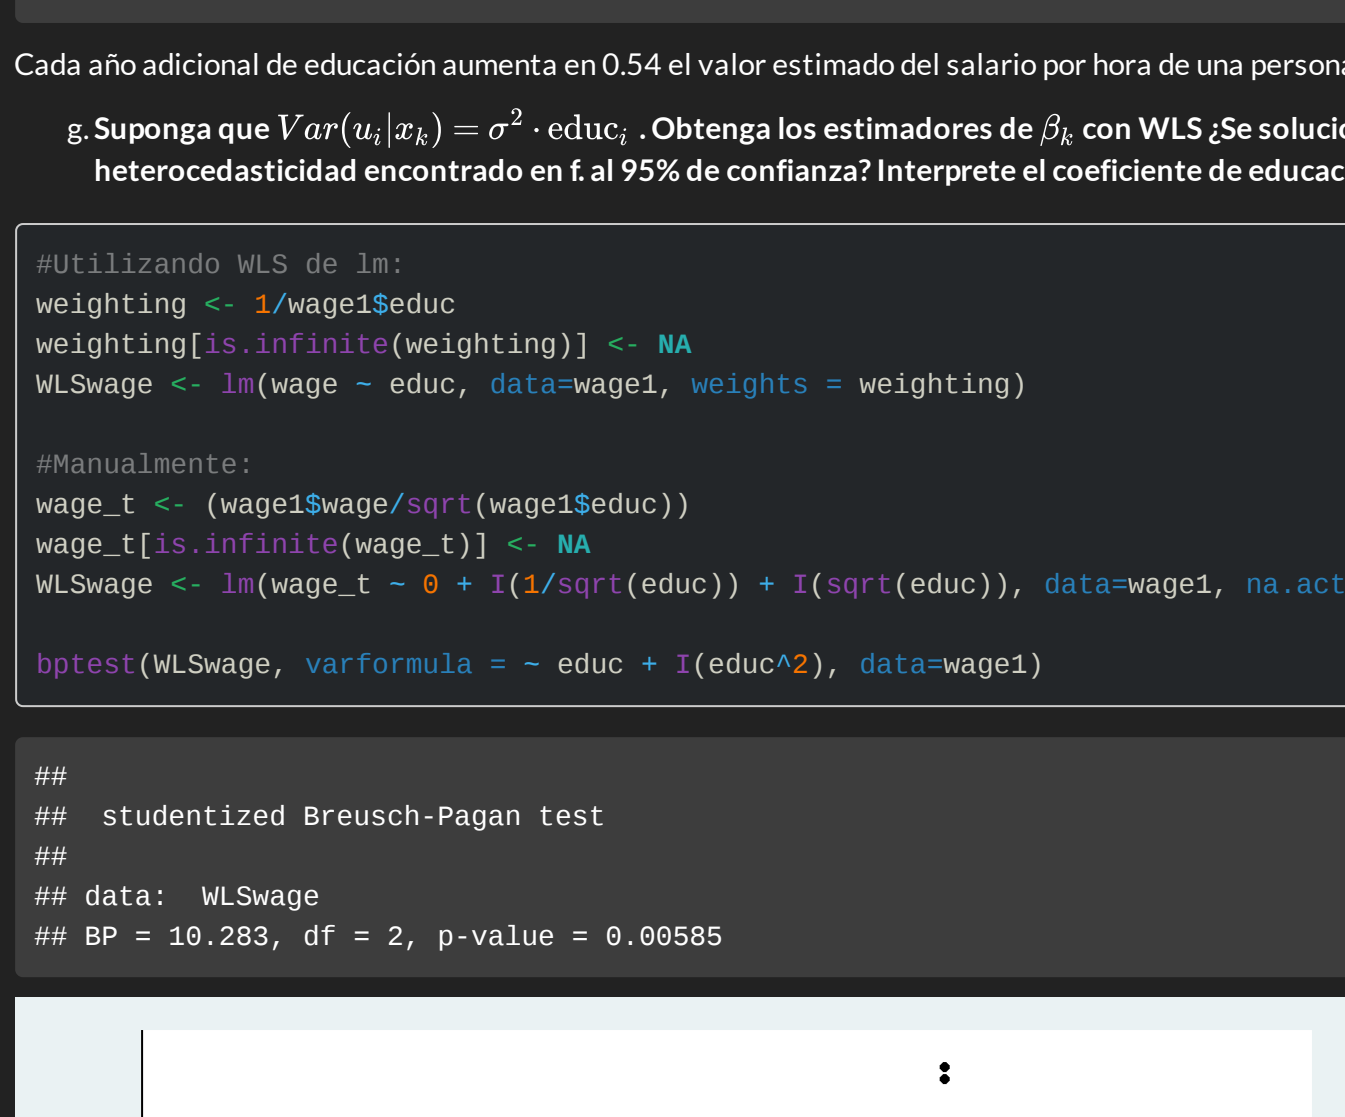 Cada año adicional de educación aumenta en 0.54 el valor estimado del salario por hora de una persona
g. Suponga que Var(u_i|x_k) = σ² · educ_i . Obtenga los estimadores de β_k con WLS ¿Se soluci
heterocedasticidad encontrado en f. al 95% de confianza? Interprete el coeficiente de educac
#Utilizando WLS de lm:
weighting <- 1/wage1$educ
weighting[is.infinite(weighting)] <- NA
WLSwage <- lm(wage ~ educ, data=wage1, weights = weighting)
#Manualmente:
wage_t <- (wage1$wage/sqrt(wage1$educ))
wage_t[is.infinite(wage_t)] <- NA
WLSwage <- lm(wage_t ~ 0 + I(1/sqrt(educ)) + I(sqrt(educ)), data=wage1, na.act
bptest(WLSwage, varformula = ~ educ + I(educ^2), data=wage1)
##
## studentized Breusch-Pagan test
##
## data: WLSwage
## BP = 10.283, df = 2, p-value = 0.00585